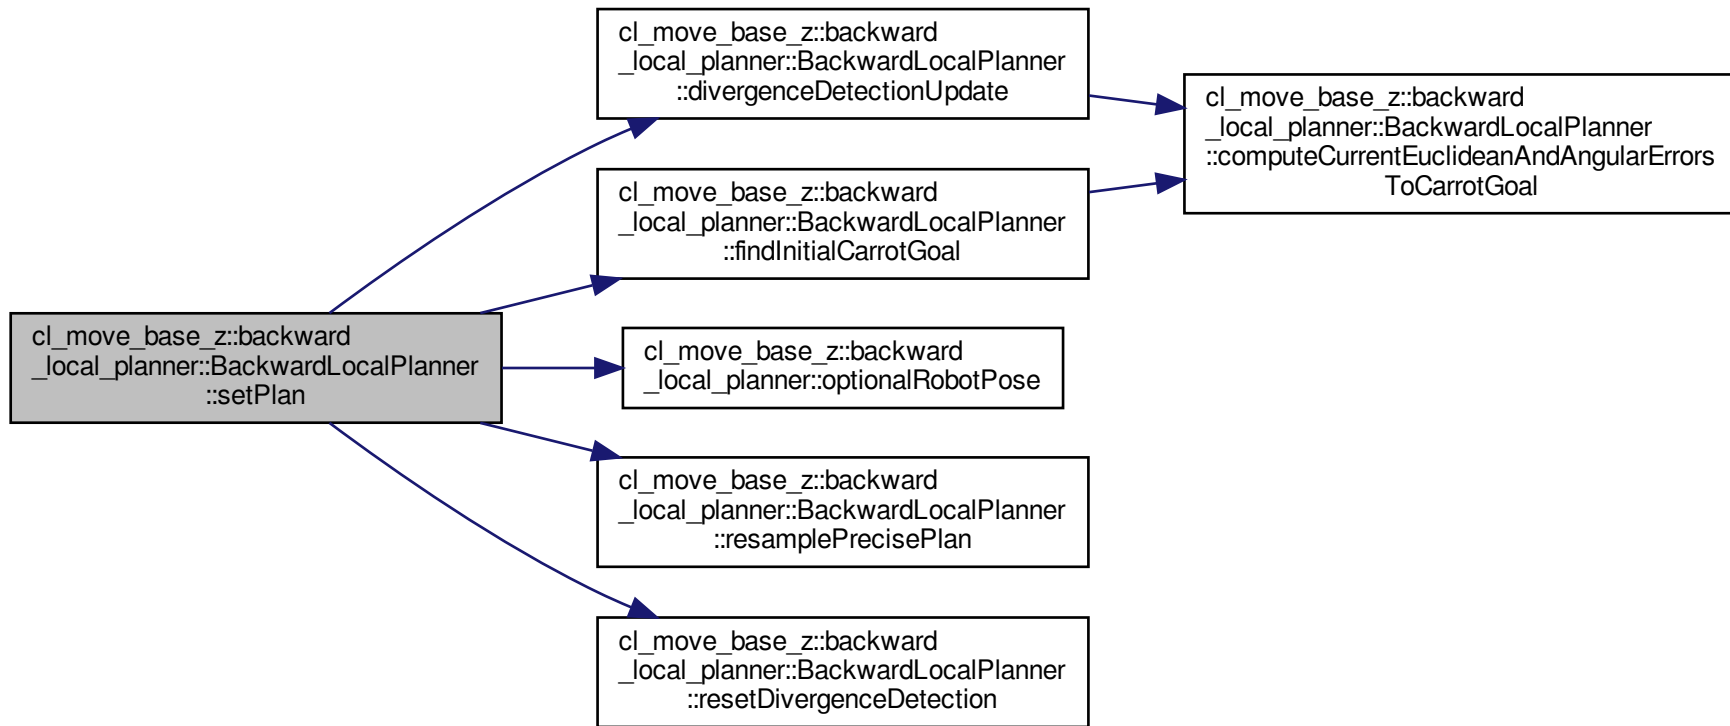 cl_move_base_z::backward
_local_planner::BackwardLocalPlanner
::setPlan
cl_move_base_z::backward
_local_planner::BackwardLocalPlanner
::divergenceDetectionUpdate
cl_move_base_z::backward
_local_planner::BackwardLocalPlanner
::findInitialCarrotGoal
cl_move_base_z::backward
_local_planner::optionalRobotPose
cl_move_base_z::backward
_local_planner::BackwardLocalPlanner
::resamplePrecisePlan
cl_move_base_z::backward
_local_planner::BackwardLocalPlanner
::resetDivergenceDetection
cl_move_base_z::backward
_local_planner::BackwardLocalPlanner
::computeCurrentEuclideanAndAngularErrors
ToCarrotGoal